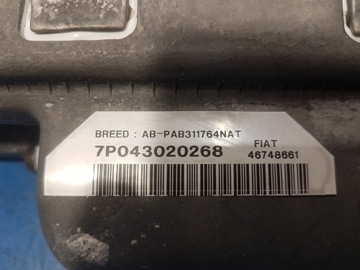 BREED : AB-PAB311764NAT
7P043020268
FIAT
46748661